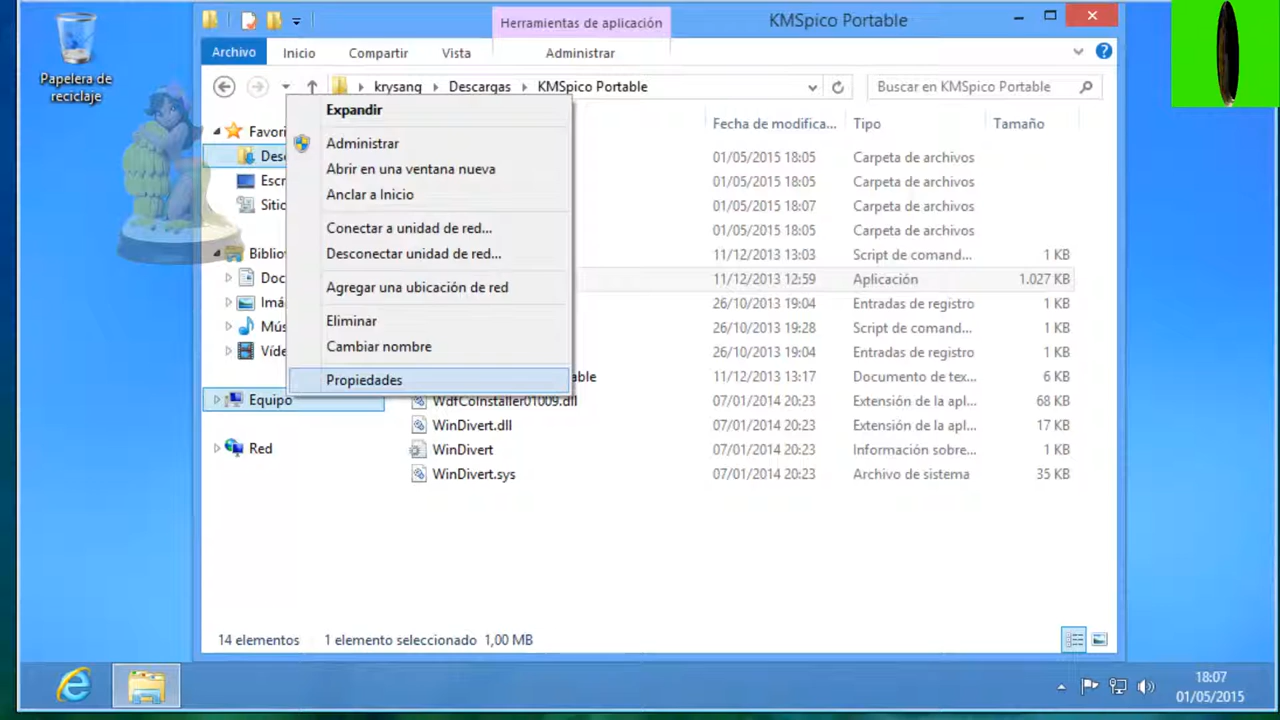 Papelera de
reciclaje
Herramientas de aplicación
KMSpico Portable
Archivo
Inicio
Compartir
Vista
Administrar
krysang
Descargas
KMSpico Portable
Buscar en KMSpico Portable
Favori
Desc
Escr
Sitio
Bibliot
Doc
Imá
Mús
Víde
Equipo
Red
Expandir
Administrar
Abrir en una ventana nueva
Anclar a Inicio
Conectar a unidad de red...
Desconectar unidad de red...
Agregar una ubicación de red
Eliminar
Cambiar nombre
Propiedades
Fecha de modifica... Tipo Tamaño
01/05/2015 18:05 Carpeta de archivos
01/05/2015 18:05 Carpeta de archivos
01/05/2015 18:07 Carpeta de archivos
01/05/2015 18:05 Carpeta de archivos
11/12/2013 13:03 Script de comand... 1 KB
11/12/2013 12:59 Aplicación 1.027 KB
26/10/2013 19:04 Entradas de registro 1 KB
26/10/2013 19:28 Script de comand... 1 KB
26/10/2013 19:04 Entradas de registro 1 KB
able 11/12/2013 13:17 Documento de tex... 6 KB
WdfCoInstaller01009.dll 07/01/2014 20:23 Extensión de la apl... 68 KB
WinDivert.dll 07/01/2014 20:23 Extensión de la apl... 17 KB
WinDivert 07/01/2014 20:23 Información sobre... 1 KB
WinDivert.sys 07/01/2014 20:23 Archivo de sistema 35 KB
14 elementos 1 elemento seleccionado 1,00 MB
18:07
01/05/2015